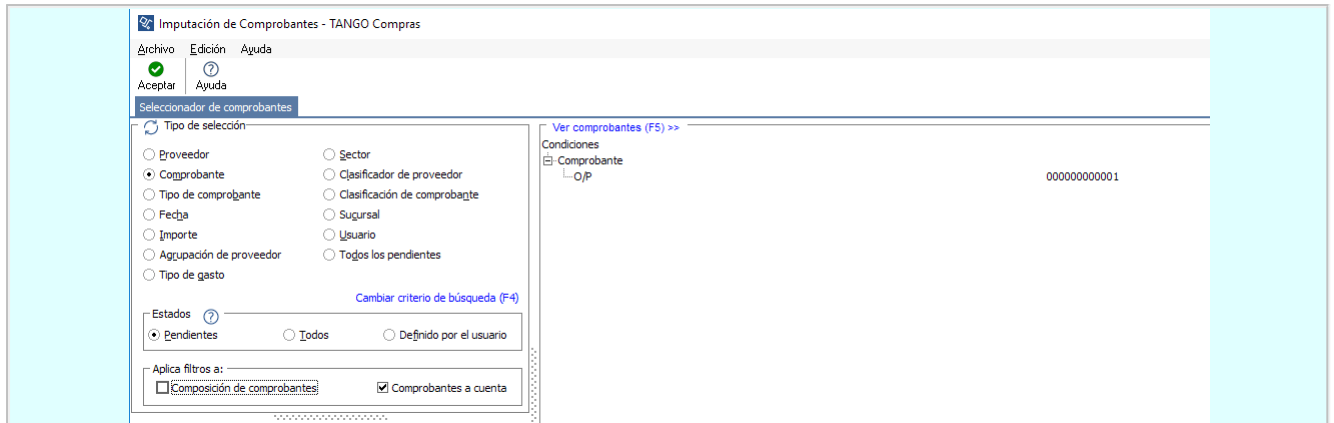 Imputación de Comprobantes - TANGO Compras
Archivo Edición Ayuda
Aceptar Ayuda
Seleccionador de comprobantes
Tipo de selección
Proveedor
Comprobante
Tipo de comprobante
Fecha
Importe
Agrupación de proveedor
Tipo de gasto
Sector
Clasificador de proveedor
Clasificación de comprobante
Sucursal
Usuario
Todos los pendientes
Cambiar criterio de búsqueda (F4)
Estados
Pendientes Todos Definido por el usuario
Aplica filtros a:
Composición de comprobantes Comprobantes a cuenta
Ver comprobantes (F5) >>
Condiciones
Comprobante
O/P 000000000001